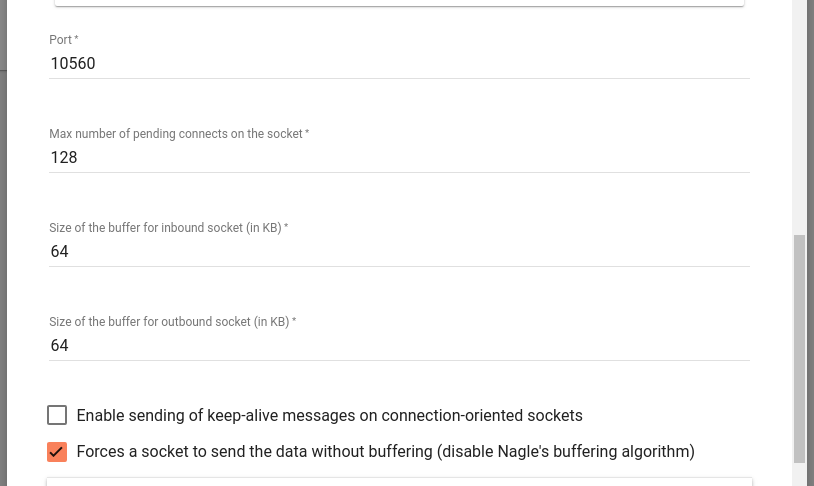 Port *
10560
Max number of pending connects on the socket *
128
Size of the buffer for inbound socket (in KB) *
64
Size of the buffer for outbound socket (in KB) *
64
Enable sending of keep-alive messages on connection-oriented sockets
Forces a socket to send the data without buffering (disable Nagle's buffering algorithm)